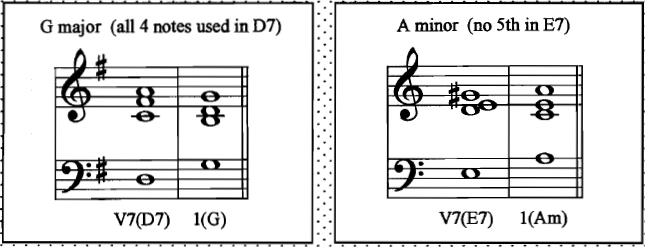 G major (all 4 notes used in D7)
V7(D7) 1(G)
A minor (no 5th in E7)
V7(E7) 1(Am)